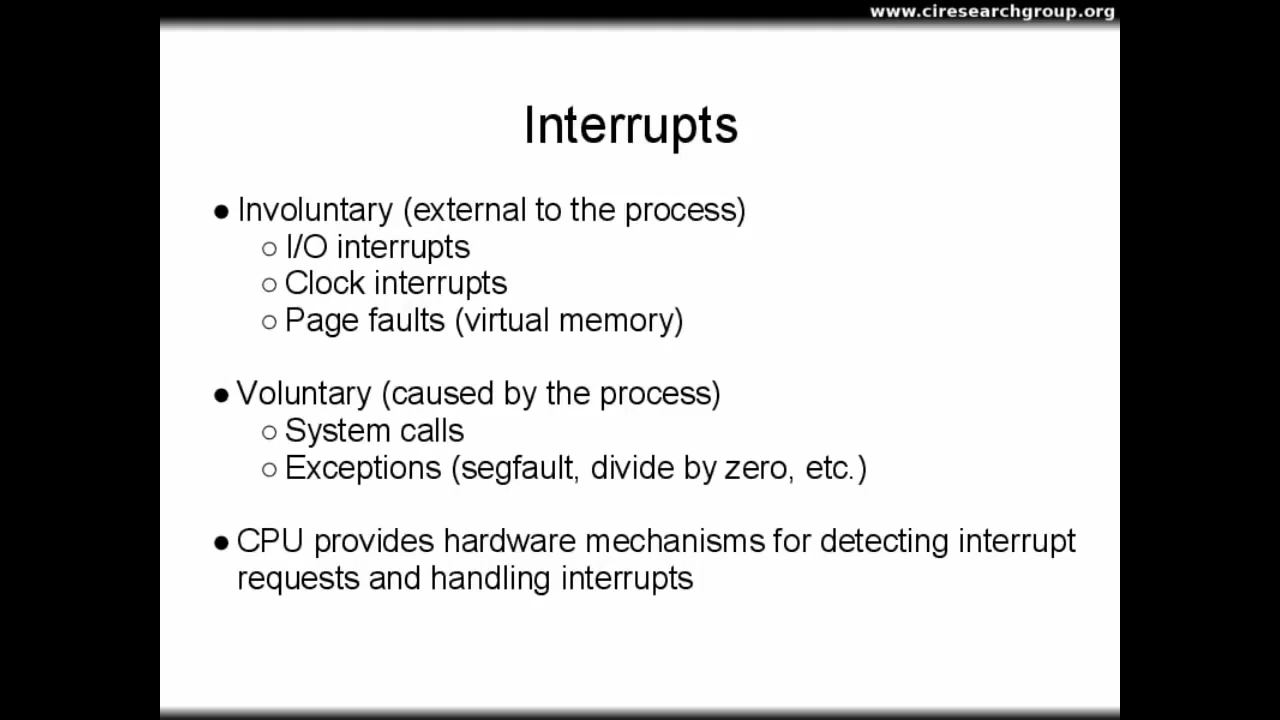 www.ciresearchgroup.org
Interrupts
● Involuntary (external to the process)
○ I/O interrupts
○ Clock interrupts
○ Page faults (virtual memory)
● Voluntary (caused by the process)
○ System calls
○ Exceptions (segfault, divide by zero, etc.)
● CPU provides hardware mechanisms for detecting interrupt
requests and handling interrupts